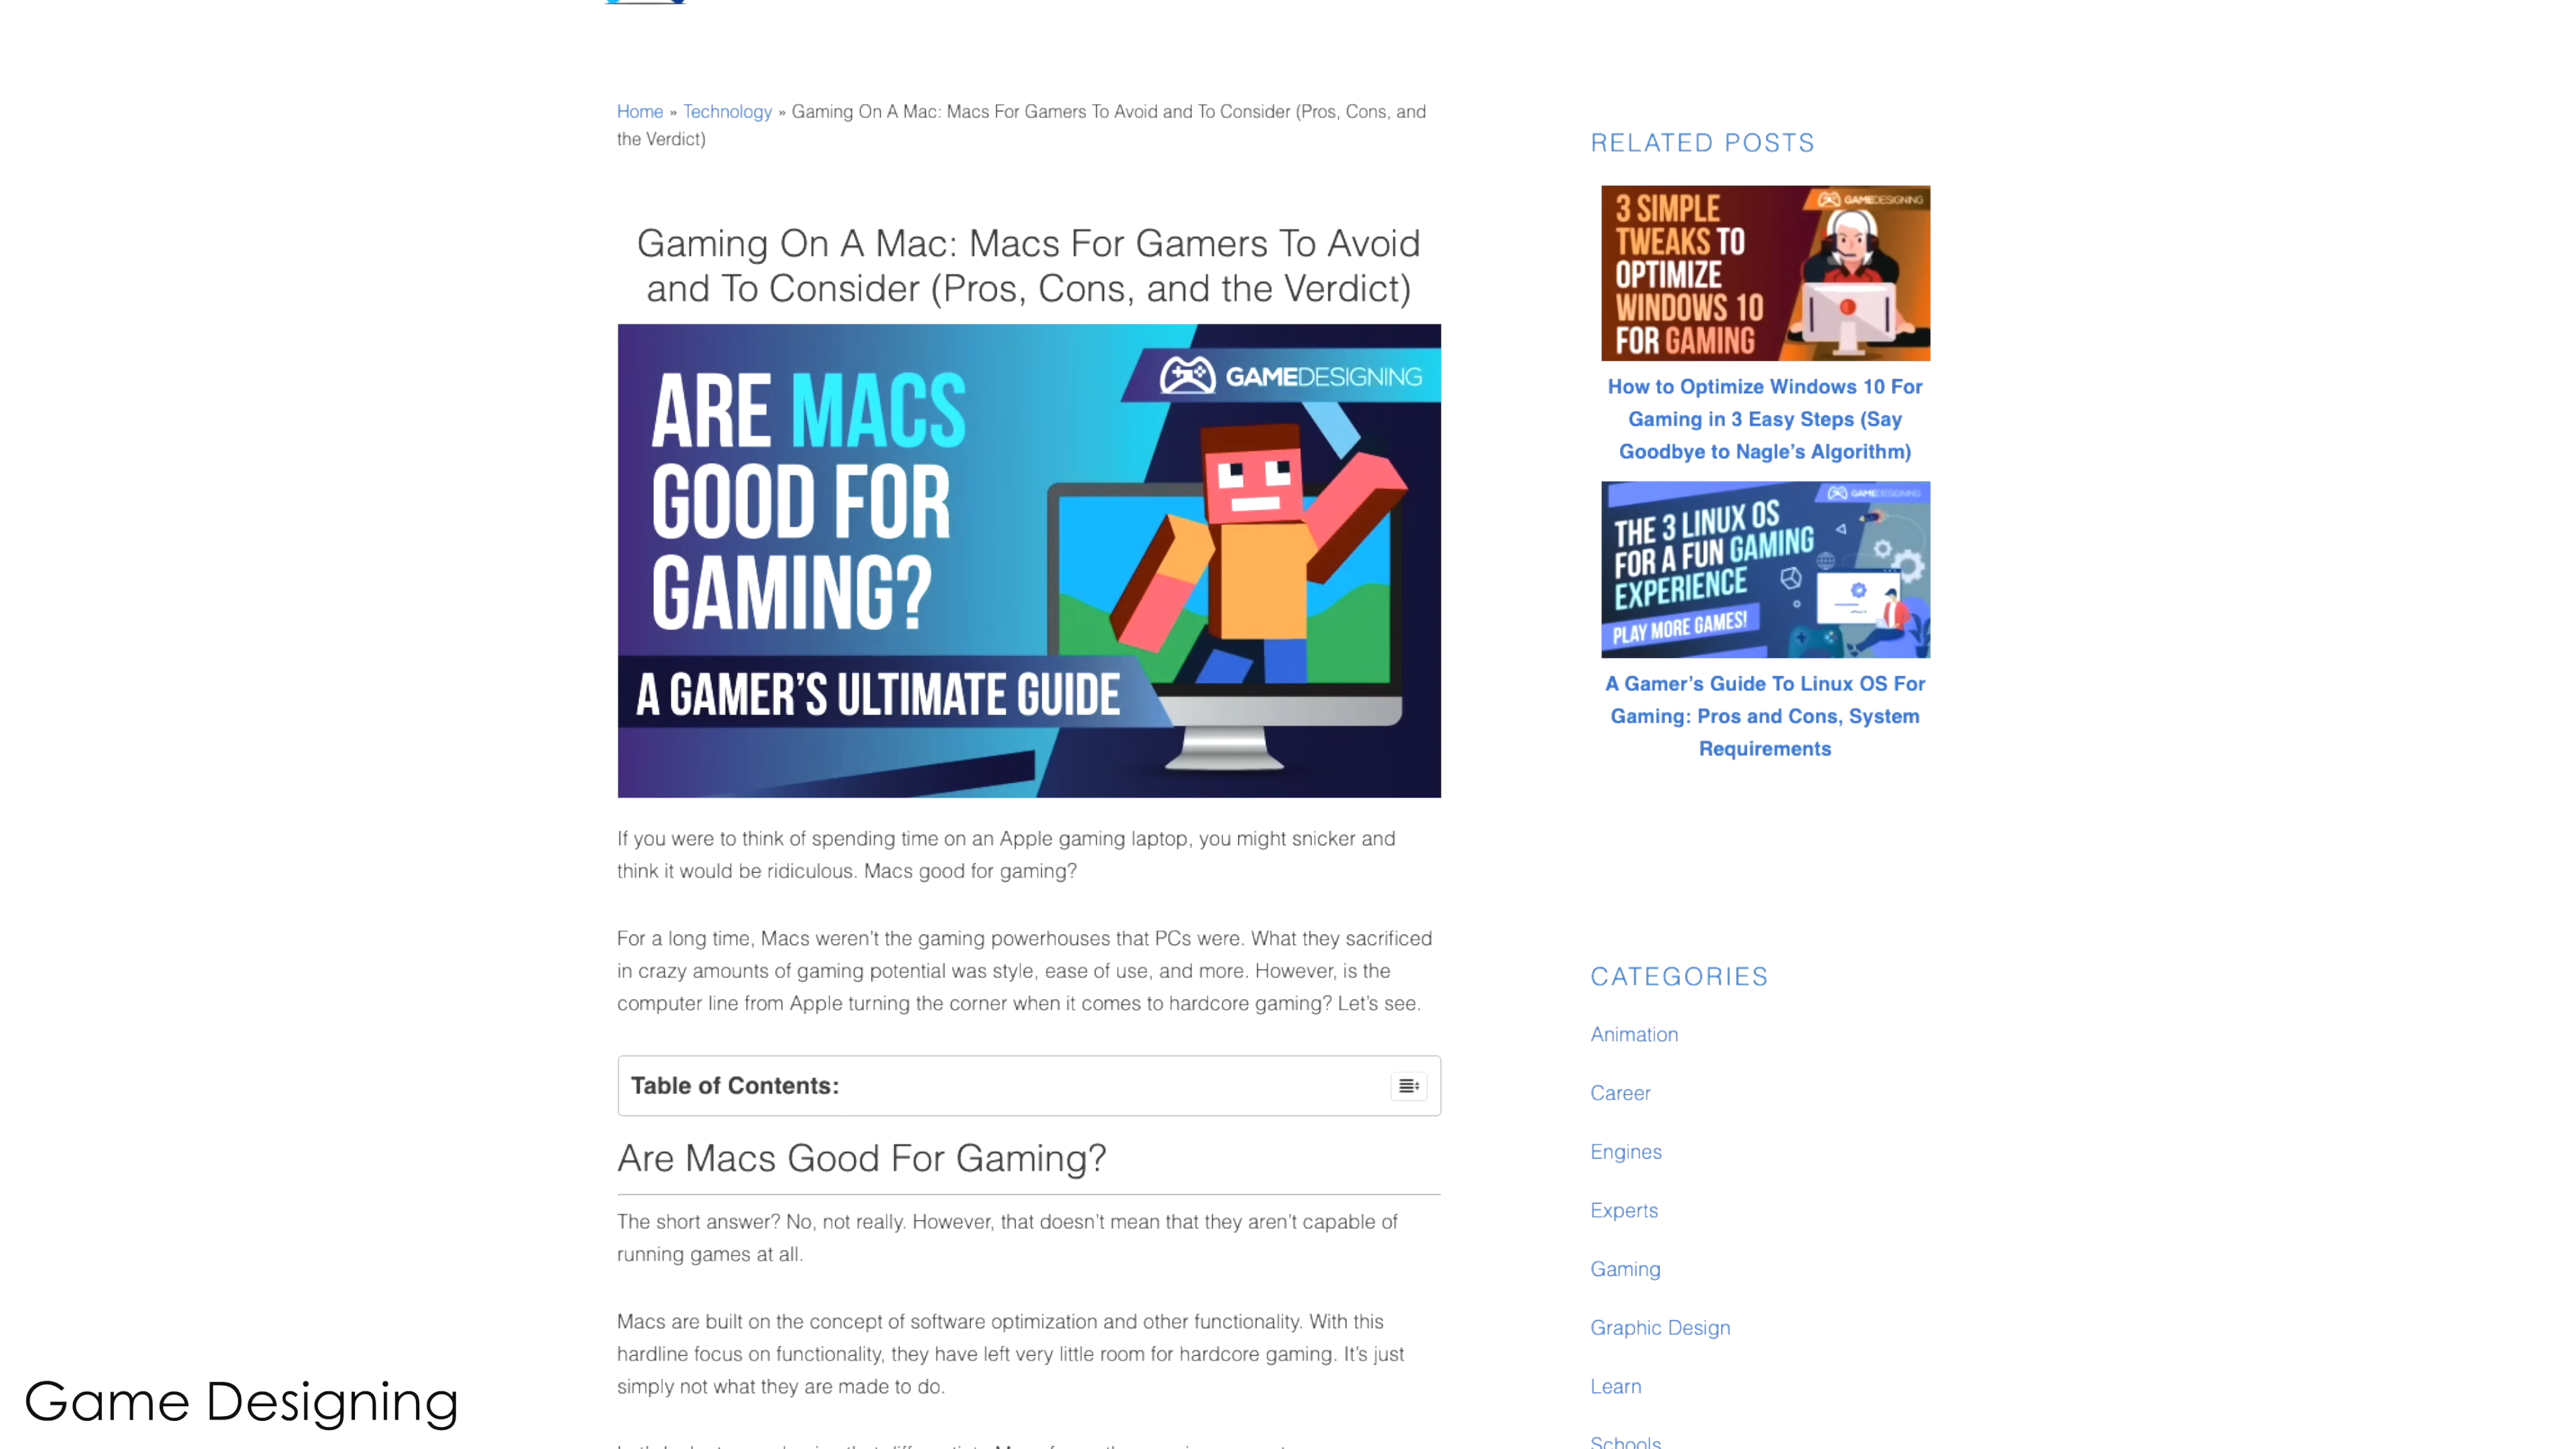 Home » Technology » Gaming On A Mac: Macs For Gamers To Avoid and To Consider (Pros, Cons, and
the Verdict)
Gaming On A Mac: Macs For Gamers To Avoid
and To Consider (Pros, Cons, and the Verdict)
GAMEDESIGNING
ARE MACS
GOOD FOR
GAMING?
A GAMER'S ULTIMATE GUIDE
If you were to think of spending time on an Apple gaming laptop, you might snicker and
think it would be ridiculous. Macs good for gaming?
For a long time, Macs weren't the gaming powerhouses that PCs were. What they sacrificed
in crazy amounts of gaming potential was style, ease of use, and more. However, is the
computer line from Apple turning the corner when it comes to hardcore gaming? Let's see.
Table of Contents:
Are Macs Good For Gaming?
The short answer? No, not really. However, that doesn't mean that they aren't capable of
running games at all.
Macs are built on the concept of software optimization and other functionality. With this
hardline focus on functionality, they have left very little room for hardcore gaming. It's just
simply not what they are made to do.
RELATED POSTS
GAMEDESIGNING
3 SIMPLE
TWEAKS TO
OPTIMIZE
WINDOWS 10
FOR GAMING
How to Optimize Windows 10 For
Gaming in 3 Easy Steps (Say
Goodbye to Nagle's Algorithm)
GAMEDESIGNING
THE 3 LINUX OS
FOR A FUN GAMING
EXPERIENCE
PLAY MORE GAMES!
A Gamer's Guide To Linux OS For
Gaming: Pros and Cons, System
Requirements
CATEGORIES
Animation
Career
Engines
Experts
Gaming
Graphic Design
Learn
Schools
Game Designing